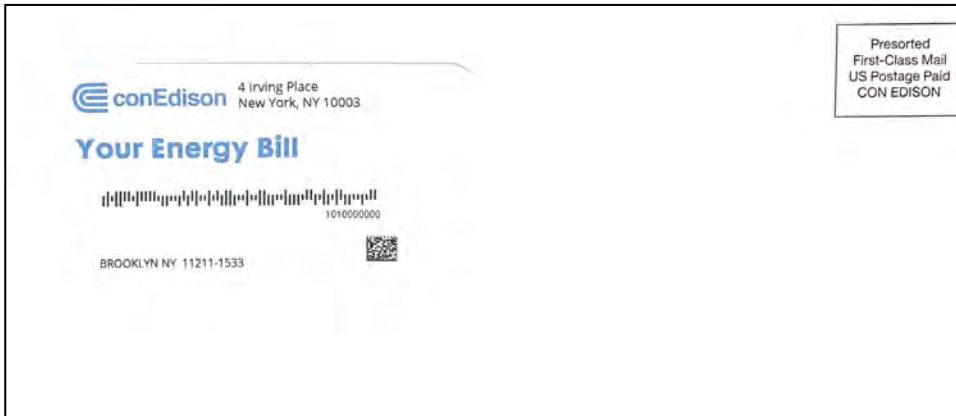 conEdison
4 Irving Place
New York, NY 10003
Presorted
First-Class Mail
US Postage Paid
CON EDISON
Your Energy Bill
1010000000
BROOKLYN NY 11211-1533